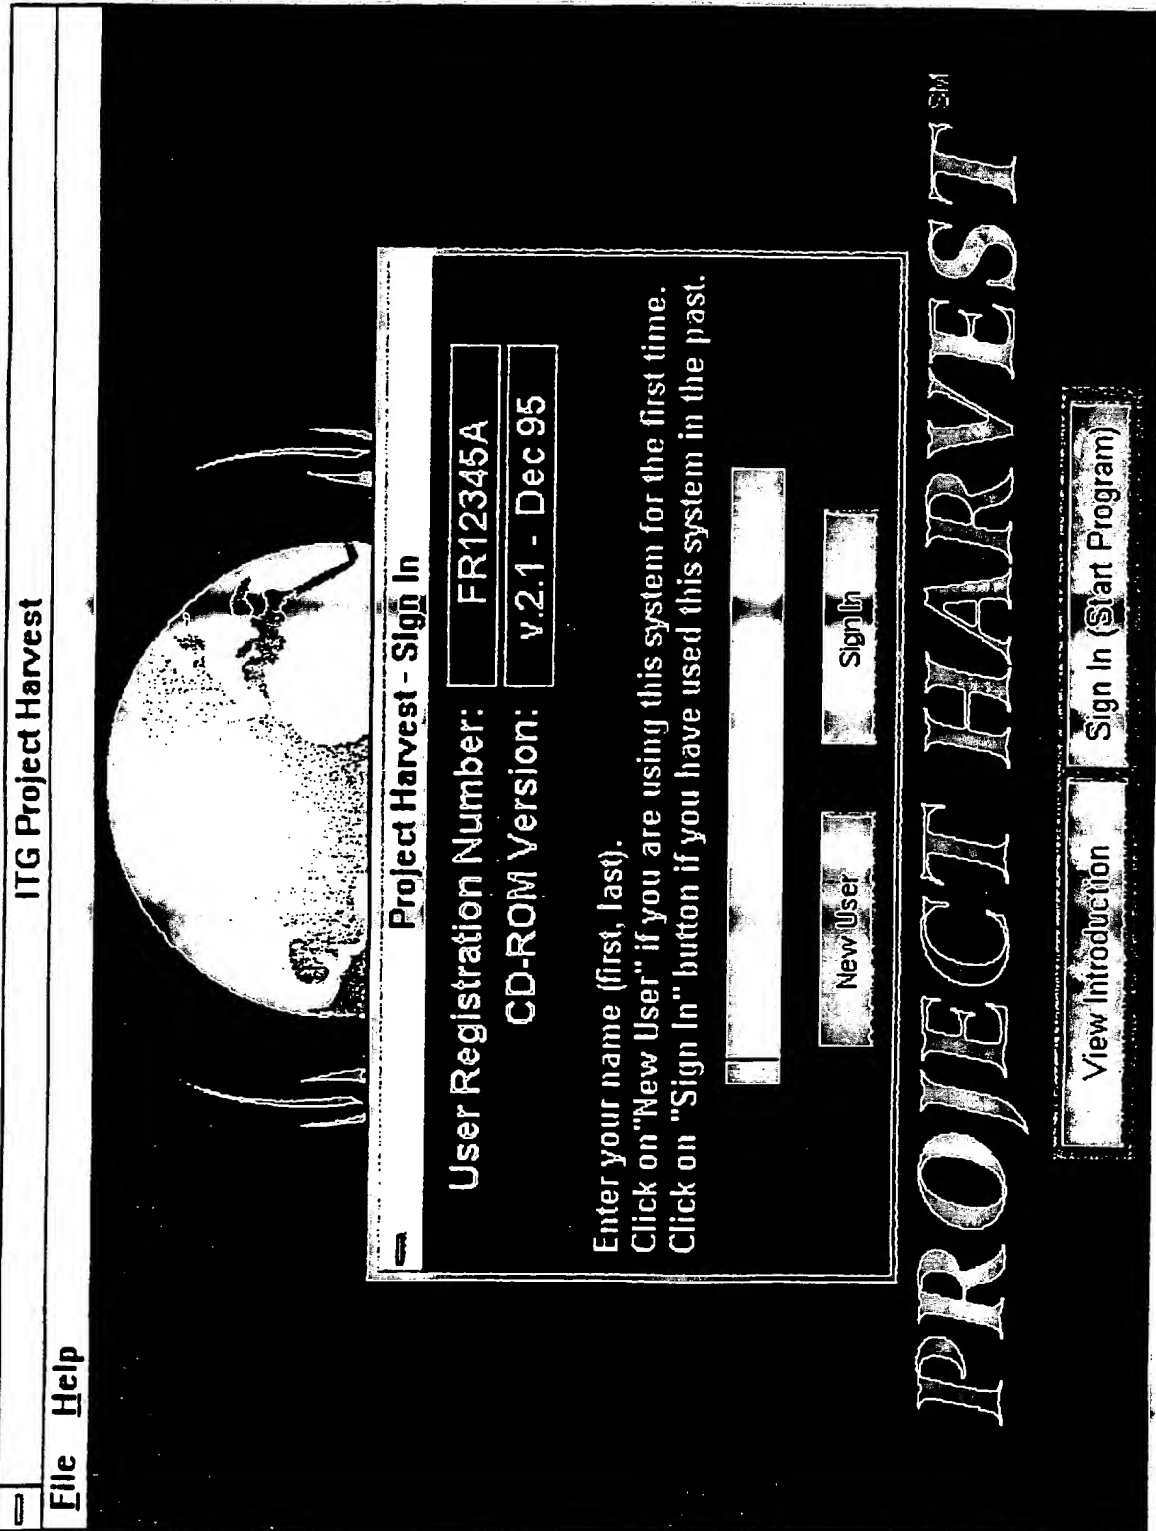 ITG Project Harvest
File Help
Project Harvest - Sign In
User Registration Number: FR12345A
CD-ROM Version: v.2.1 - Dec 95
Enter your name (first, last).
Click on"New User" if you are using this system for the first time.
Click on "Sign In" button if you have used this system in the past.
New User Sign In
PROJECT HARVEST SM
View Introduction Sign In (Start Program)